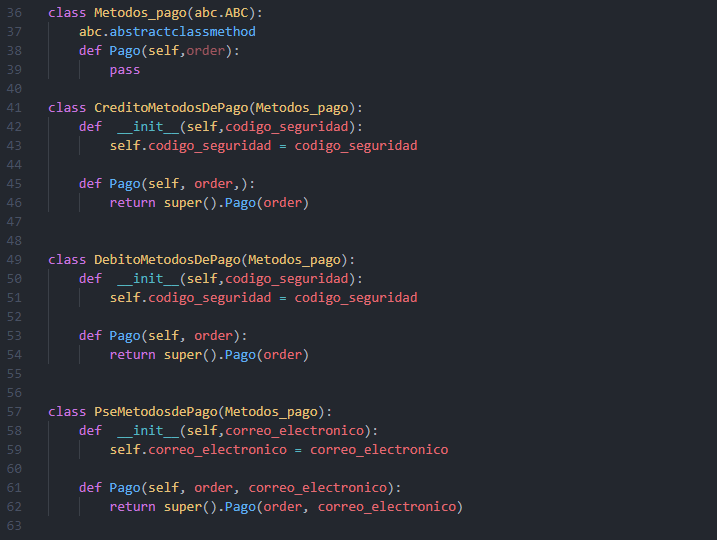 36 class Metodos_pago(abc.ABC):
37     abc.abstractclassmethod
38     def Pago(self,order):
39         pass
40
41 class CreditoMetodosDePago(Metodos_pago):
42     def  __init__(self,codigo_seguridad):
43         self.codigo_seguridad = codigo_seguridad
44
45     def Pago(self, order,):
46         return super().Pago(order)
47
48
49 class DebitoMetodosDePago(Metodos_pago):
50     def  __init__(self,codigo_seguridad):
51         self.codigo_seguridad = codigo_seguridad
52
53     def Pago(self, order):
54         return super().Pago(order)
55
56
57 class PseMetodosdePago(Metodos_pago):
58     def  __init__(self,correo_electronico):
59         self.correo_electronico = correo_electronico
60
61     def Pago(self, order, correo_electronico):
62         return super().Pago(order, correo_electronico)
63